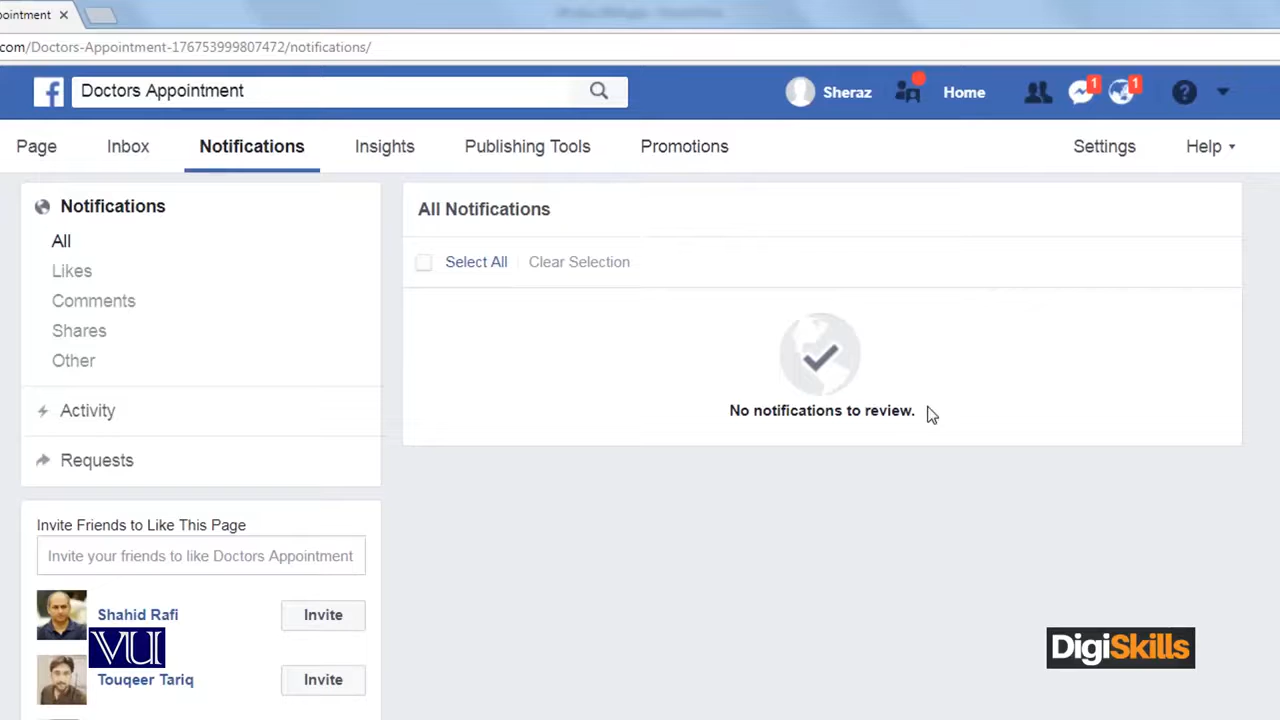 ointment ×
com/Doctors-Appointment-176753999807472/notifications/
f Doctors Appointment Sheraz Home 1 1 ?
Page Inbox Notifications Insights Publishing Tools Promotions Settings Help
Notifications
All
Likes
Comments
Shares
Other
Activity
Requests
All Notifications
Select All Clear Selection
No notifications to review.
Invite Friends to Like This Page
Invite your friends to like Doctors Appointment
Shahid Rafi Invite
VU
Touqeer Tariq Invite
DigiSkills